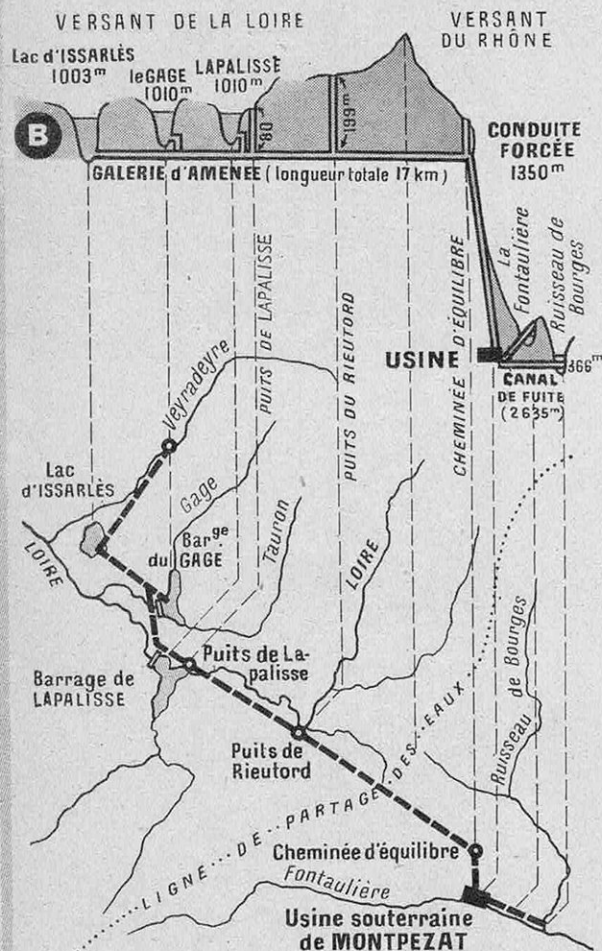 VERSANT DE LA LOIRE
VERSANT
DU RHÔNE
Lac d'ISSARLÈS
1003m
le GAGE
1010m
LAPALISSE
1010m
B
80
199m
CONDUITE
FORCÉE
1350m
GALERIE d'AMENÉE (longueur totale 17 km)
La
Fontaulière
Ruisseau de
Bourges
USINE
366m
CANAL
DE FUITE
(2635m)
PUITS DE LAPALISSE
PUITS DU RIEUTORD
CHEMINÉE D'ÉQUILIBRE
Veyradeyre
Lac
d'ISSARLÈS
Gage
Barge
du GAGE
Tauron
LOIRE
LOIRE
Puits de La-
palisse
Barrage de
LAPALISSE
Puits de
Rieutord
Ruisseau de Bourges
LIGNE DE PARTAGE DES EAUX
Cheminée d'équilibre
Fontaulière
Usine souterraine
de MONTPEZAT